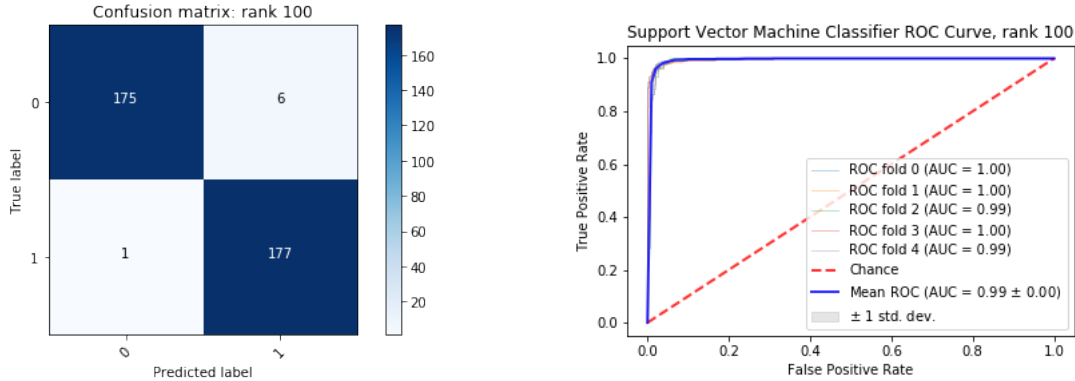 Confusion matrix: rank 100
175 6
1 177
0
1
0 1
True label
Predicted label
160
140
120
100
80
60
40
20
Support Vector Machine Classifier ROC Curve, rank 100
1.0
0.8
0.6
0.4
0.2
0.0
True Positive Rate
ROC fold 0 (AUC = 1.00)
ROC fold 1 (AUC = 1.00)
ROC fold 2 (AUC = 0.99)
ROC fold 3 (AUC = 1.00)
ROC fold 4 (AUC = 0.99)
Chance
Mean ROC (AUC = 0.99 ± 0.00)
± 1 std. dev.
0.0 0.2 0.4 0.6 0.8 1.0
False Positive Rate